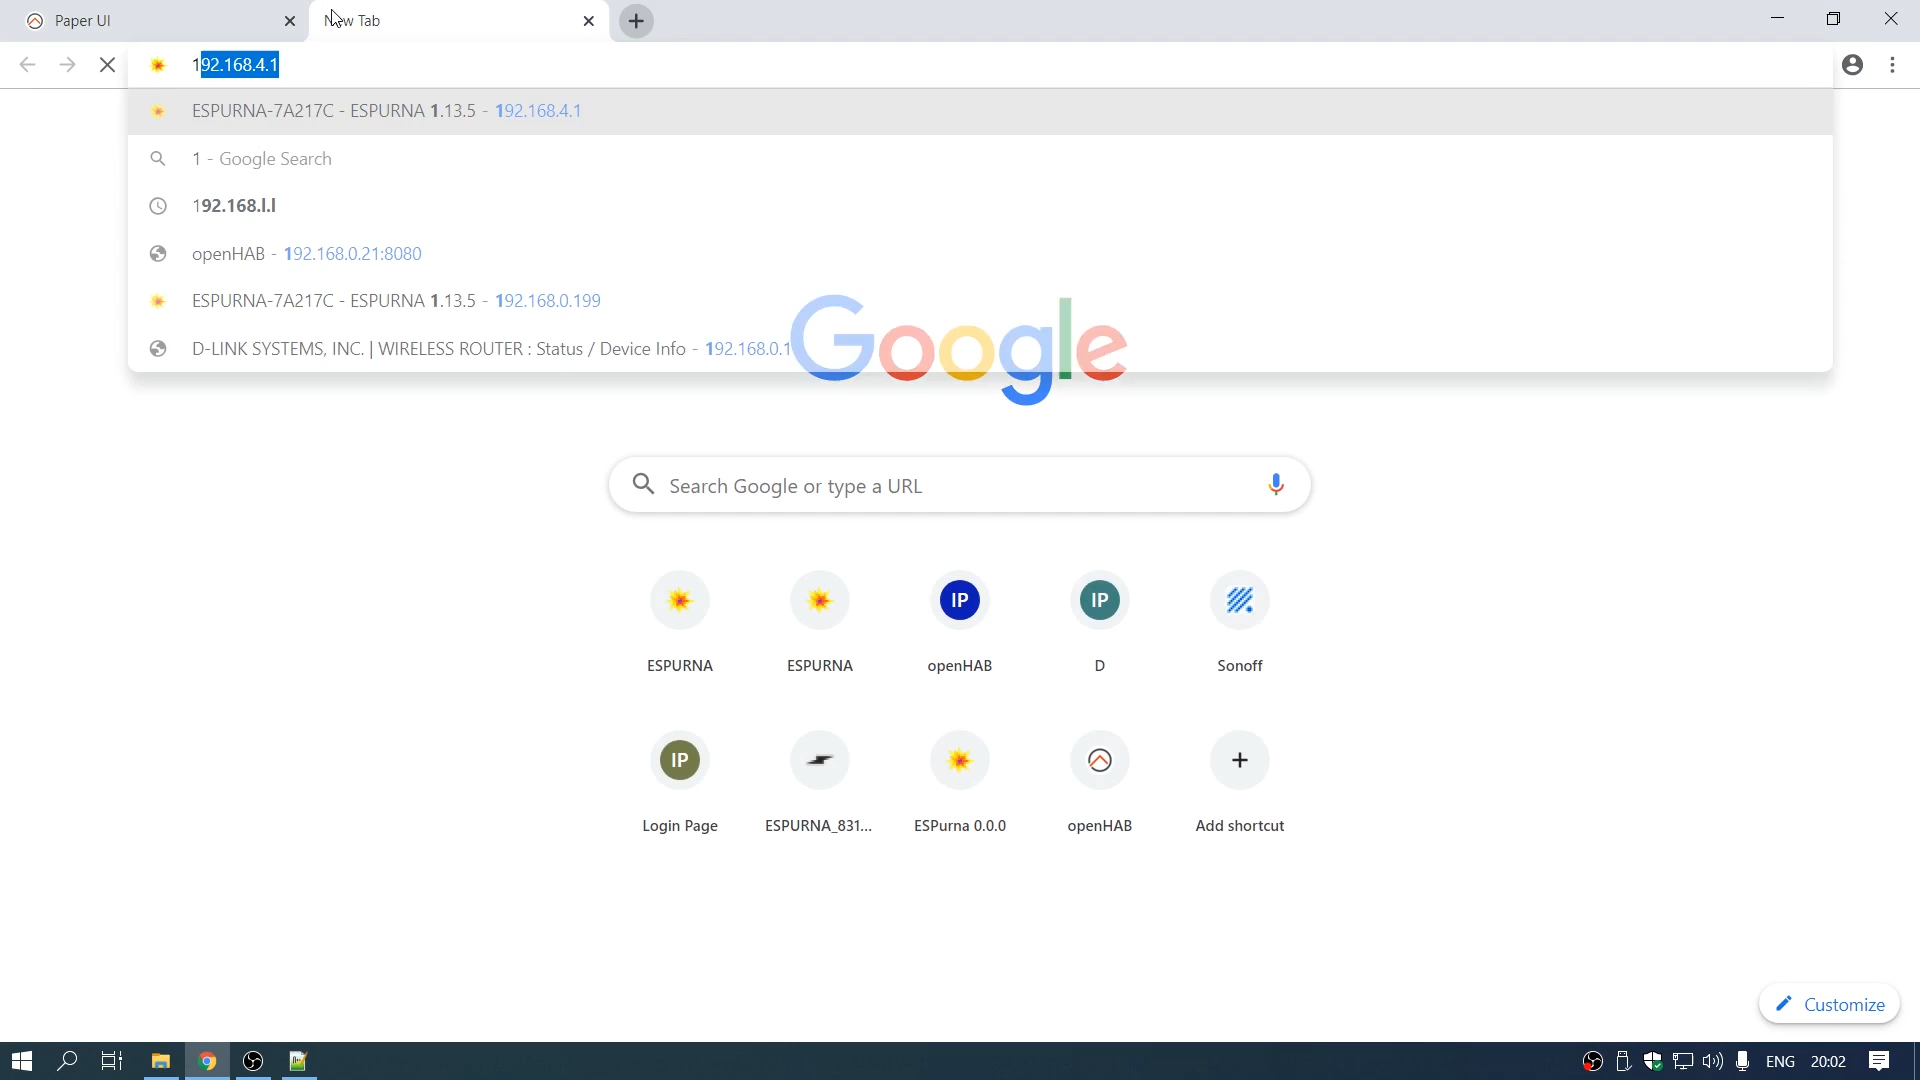 Paper UI
New Tab
192.168.4.1
ESPURNA-7A217C - ESPURNA 1.13.5 - 192.168.4.1
1 - Google Search
192.168.l.l
openHAB - 192.168.0.21:8080
ESPURNA-7A217C - ESPURNA 1.13.5 - 192.168.0.199
D-LINK SYSTEMS, INC. | WIRELESS ROUTER : Status / Device Info - 192.168.0.1
Google
Search Google or type a URL
IP IP
ESPURNA ESPURNA openHAB D Sonoff
IP
Login Page ESPURNA_831... ESPurna 0.0.0 openHAB Add shortcut
Customize
ENG 20:02